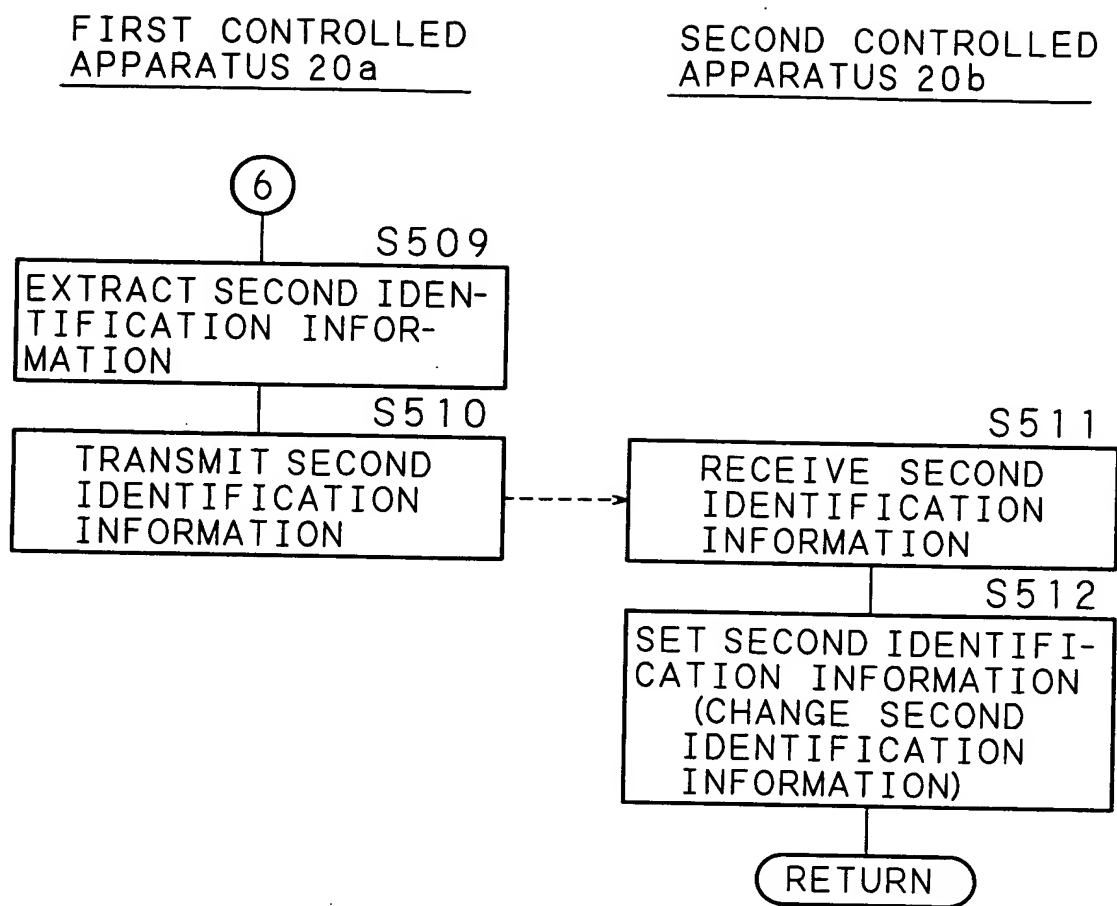 FIRST CONTROLLED
APPARATUS 20a
SECOND CONTROLLED
APPARATUS 20b
6
S509
EXTRACT SECOND IDEN-
TIFICATION INFOR-
MATION
S510
TRANSMIT SECOND
IDENTIFICATION
INFORMATION
S511
RECEIVE SECOND
IDENTIFICATION
INFORMATION
S512
SET SECOND IDENTIFI-
CATION INFORMATION
(CHANGE SECOND
IDENTIFICATION
INFORMATION)
RETURN